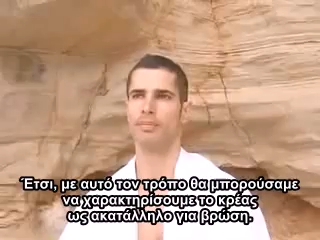 Έτσι, με αυτό τον τρόπο θα μπορούσαμε
να χαρακτηρίσουμε το κρέας
ως ακατάλληλο για βρώση.